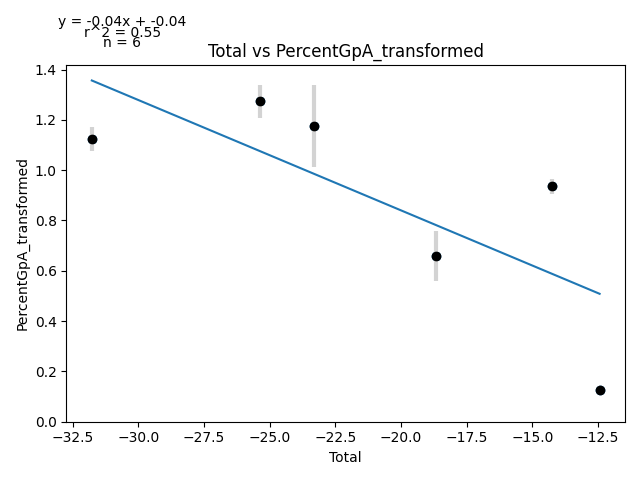 y = -0.04x + -0.04
r^2 = 0.55
n = 6
Total vs PercentGpA_transformed
PercentGpA_transformed
1.4
1.2
1.0
0.8
0.6
0.4
0.2
0.0
−32.5 −30.0 −27.5 −25.0 −22.5 −20.0 −17.5 −15.0 −12.5
Total